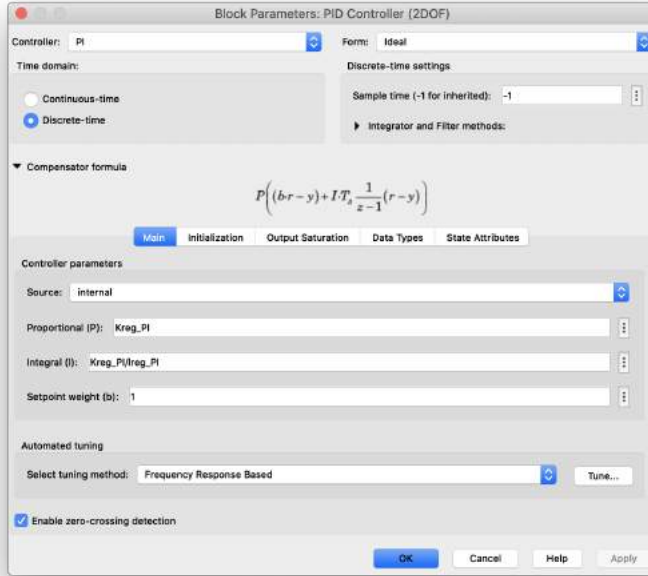 Block Parameters: PID Controller (2DOF)
Controller: PI Form: Ideal
Time domain: Discrete-time settings
Continuous-time
Discrete-time
Sample time (-1 for inherited): -1
Integrator and Filter methods:
Compensator formula
P((b·r−y)+I·Ts 1/(z−1) (r−y))
Main Initialization Output Saturation Data Types State Attributes
Controller parameters
Source: internal
Proportional (P): Kreg_PI
Integral (I): Kreg_PI/Ireg_PI
Setpoint weight (b): 1
Automated tuning
Select tuning method: Frequency Response Based Tune...
Enable zero-crossing detection
OK Cancel Help Apply